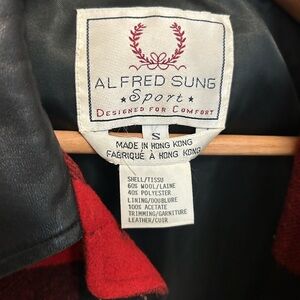 ALFRED SUNG
★ Sport ★
DESIGNED FOR COMFORT
S
MADE IN HONG KONG
FABRIQUÉ À HONG KONG
SHELL/TISSU
60% WOOL/LAINE
40% POLYESTER
LINING/DOUBLURE
100% ACETATE
TRIMMING/GARNITURE
LEATHER/CUIR